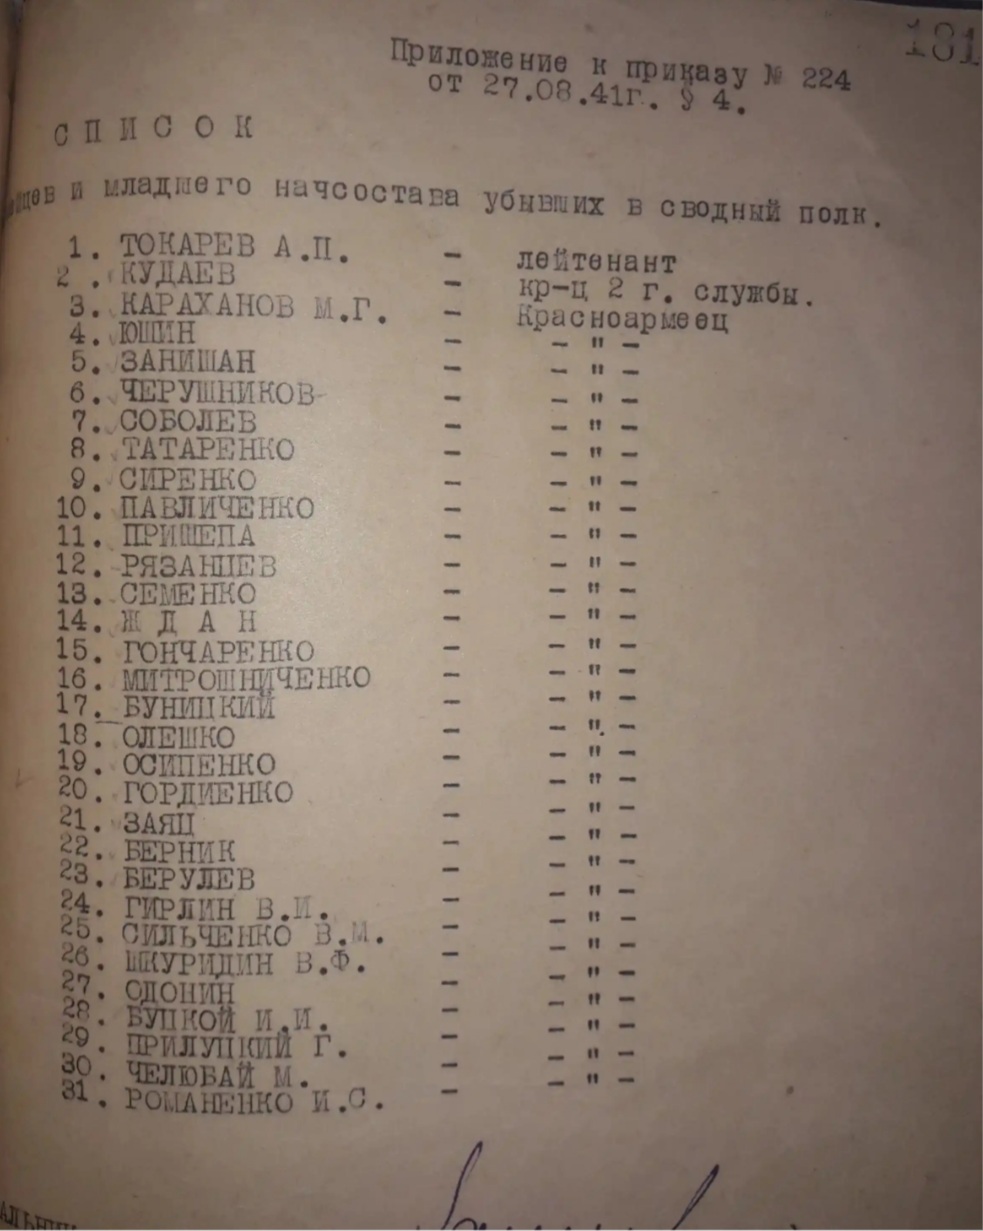 181
Приложение к приказу № 224
от 27.08.41г. § 4.
С П И С О К
и младшего начсостава убывших в сводный полк.
1. ТОКАРЕВ А.П. - лейтенант
2. КУДАЕВ - кр-ц 2 г. службы.
3. КАРАХАНОВ М.Г. - Красноармеец
4. ЮШИН - - " -
5. ЗАНИШАН - - " -
6. ЧЕРУШНИКОВ - - " -
7. СОБОЛЕВ - - " -
8. ТАТАРЕНКО - - " -
9. СИРЕНКО - - " -
10. ПАВЛИЧЕНКО - - " -
11. ПРИШЕПА - - " -
12. РЯЗАНЦЕВ - - " -
13. СЕМЕНКО - - " -
14. Ж Д А Н - - " -
15. ГОНЧАРЕНКО - - " -
16. МИТРОШНИЧЕНКО - - " -
17. БУНИЦКИЙ - - " -
18. ОЛЕШКО - - " -
19. ОСИПЕНКО - - " -
20. ГОРДИЕНКО - - " -
21. ЗАЯЦ - - " -
22. БЕРНИК - - " -
23. БЕРУЛЕВ - - " -
24. ГИРЛИН В.И. - - " -
25. СИЛЬЧЕНКО В.М. - - " -
26. ШКУРИДИН В.Ф. - - " -
27. ОДОНИН - - " -
28. БУЦКОЙ И.И. - - " -
29. ПРИЛУЦКИЙ Г. - - " -
30. ЧЕЛЮБАЙ М. - - " -
31. РОМАНЕНКО И.С. - - " -